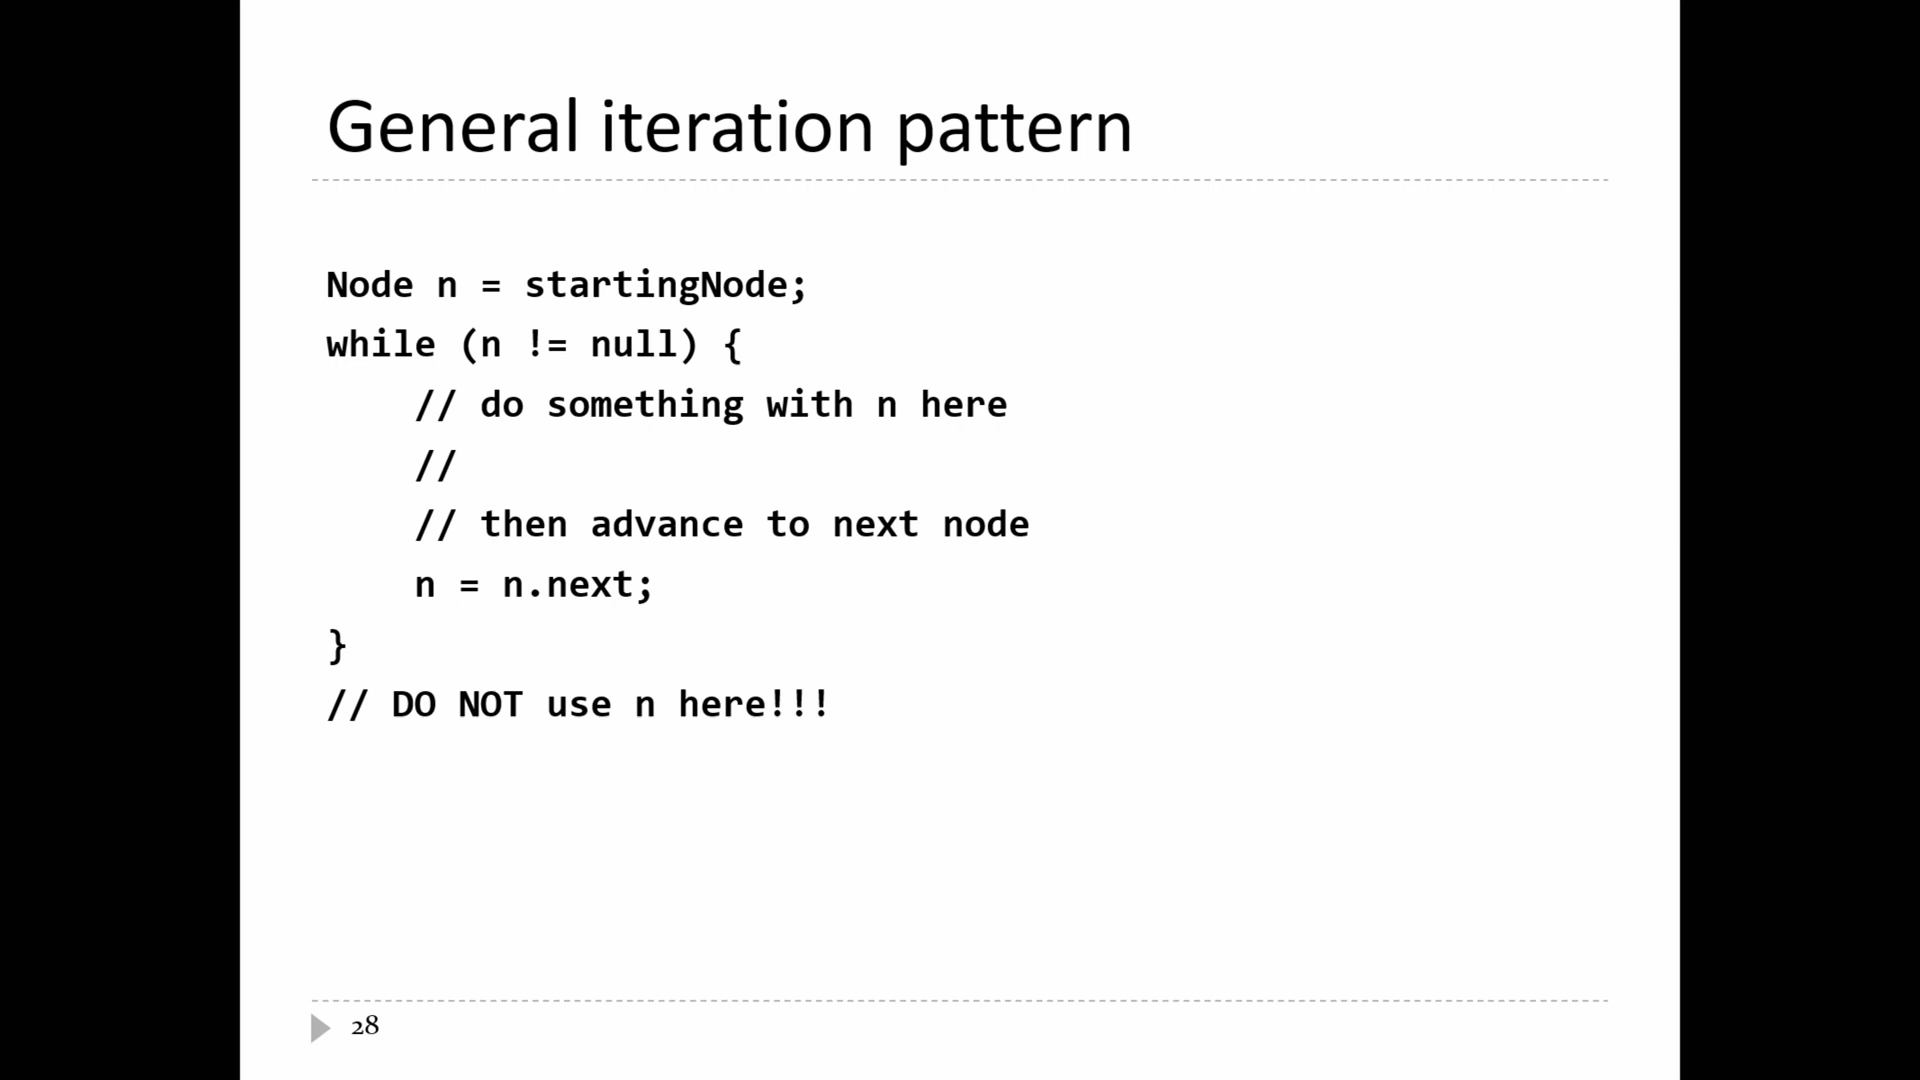 General iteration pattern
Node n = startingNode;
while (n != null) {
// do something with n here
//
// then advance to next node
n = n.next;
}
// DO NOT use n here!!!
28